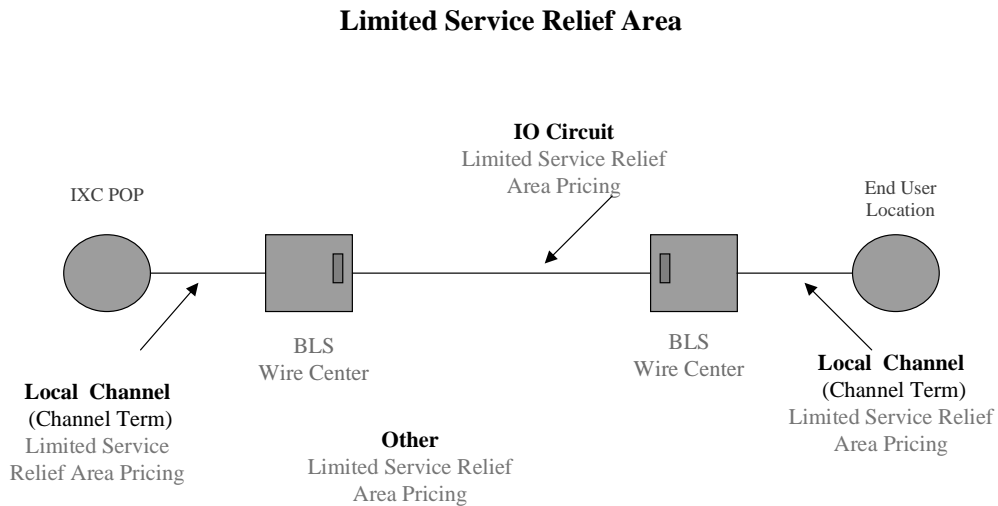 Limited Service Relief Area
IO Circuit
Limited Service Relief
Area Pricing
IXC POP
End User
Location
BLS
Wire Center
BLS
Wire Center
Local Channel
(Channel Term)
Limited Service
Relief Area Pricing
Local Channel
(Channel Term)
Limited Service Relief
Area Pricing
Other
Limited Service Relief
Area Pricing